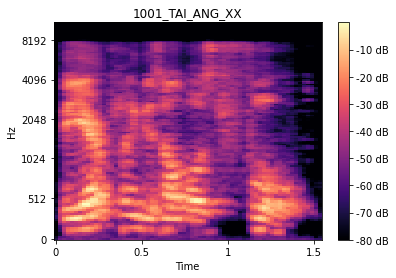 1001_TAI_ANG_XX
8192
4096
2048
1024
512
0
Hz
0
0.5
1
1.5
Time
-10 dB
-20 dB
-30 dB
-40 dB
-50 dB
-60 dB
-70 dB
-80 dB